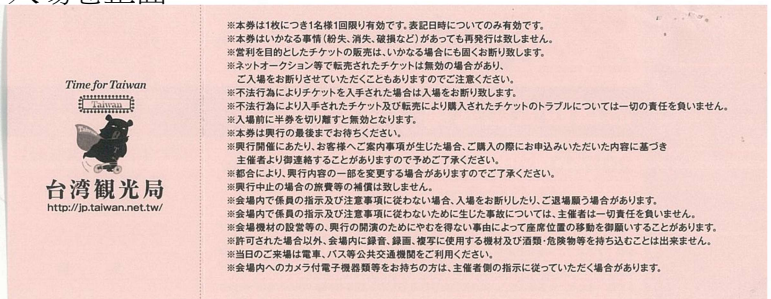 ※本券は1枚につき1名様1回限り有効です。表記日時についてのみ有効です。
※本券はいかなる事情(紛失、消失、破損など)があっても再発行は致しません。
※営利を目的としたチケットの販売は、いかなる場合にも固くお断り致します。
※ネットオークション等で転売されたチケットは無効の場合があり、
ご入場をお断りさせていただくこともありますのでご注意ください。
※不法行為によりチケットを入手された場合は入場をお断り致します。
※不法行為により入手されたチケット及び転売により購入されたチケットのトラブルについては一切の責任を負いません。
※入場前に半券を切り離すと無効となります。
※本券は興行の最後までお待ちください。
※興行開催にあたり、お客様へご案内事項が生じた場合、ご購入の際にお申込みいただいた内容に基づき
主催者より御連絡することがありますので予めご了承ください。
※都合により、興行内容の一部を変更する場合がありますのでご了承ください。
※興行中止の場合の旅費等の補償は致しません。
※会場内で係員の指示及び注意事項に従わない場合、入場をお断りしたり、ご退場願う場合があります。
※会場内で係員の指示及び注意事項に従わないために生じた事故については、主催者は一切責任を負いません。
※会場機材の設営等の、興行の開演のためにやむを得ない事由によって座席位置の移動を御願いすることがあります。
※許可された場合以外、会場内に録音、録画、複写に使用する機材及び酒類・危険物等を持ち込むことは出来ません。
※当日のご来場は電車、バス等公共交通機関をご利用ください。
※会場内へのカメラ付電子機器類等をお持ちの方は、主催者側の指示に従っていただく場合があります。
Time for Taiwan
Taiwan
台湾観光局
http://jp.taiwan.net.tw/